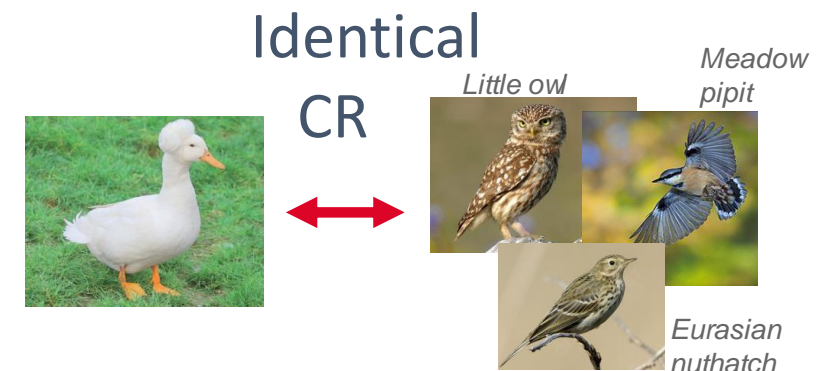 Identical
CR
Little owl
Meadow
pipit
Eurasian
nuthatch